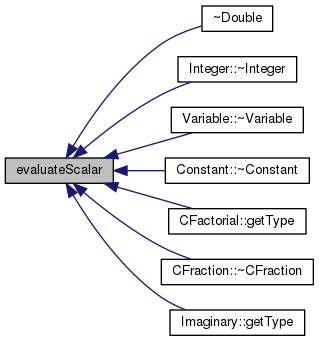 ~Double
Integer::~Integer
Variable::~Variable
evaluateScalar
Constant::~Constant
CFactorial::getType
CFraction::~CFraction
Imaginary::getType